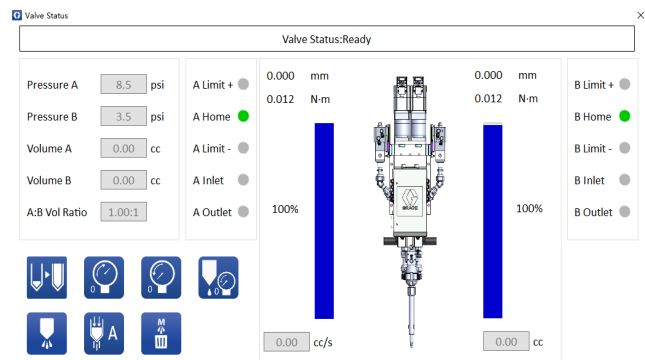 Valve Status
Valve Status:Ready
Pressure A 8.5 psi
Pressure B 3.5 psi
Volume A 0.00 cc
Volume B 0.00 cc
A:B Vol Ratio 1.00:1
A Limit +
A Home
A Limit -
A Inlet
A Outlet
0.000 mm
0.012 N·m
100%
0.00 cc/s
GRACO
0.000 mm
0.012 N·m
100%
0.00 cc
B Limit +
B Home
B Limit -
B Inlet
B Outlet
0
0
0
A
M